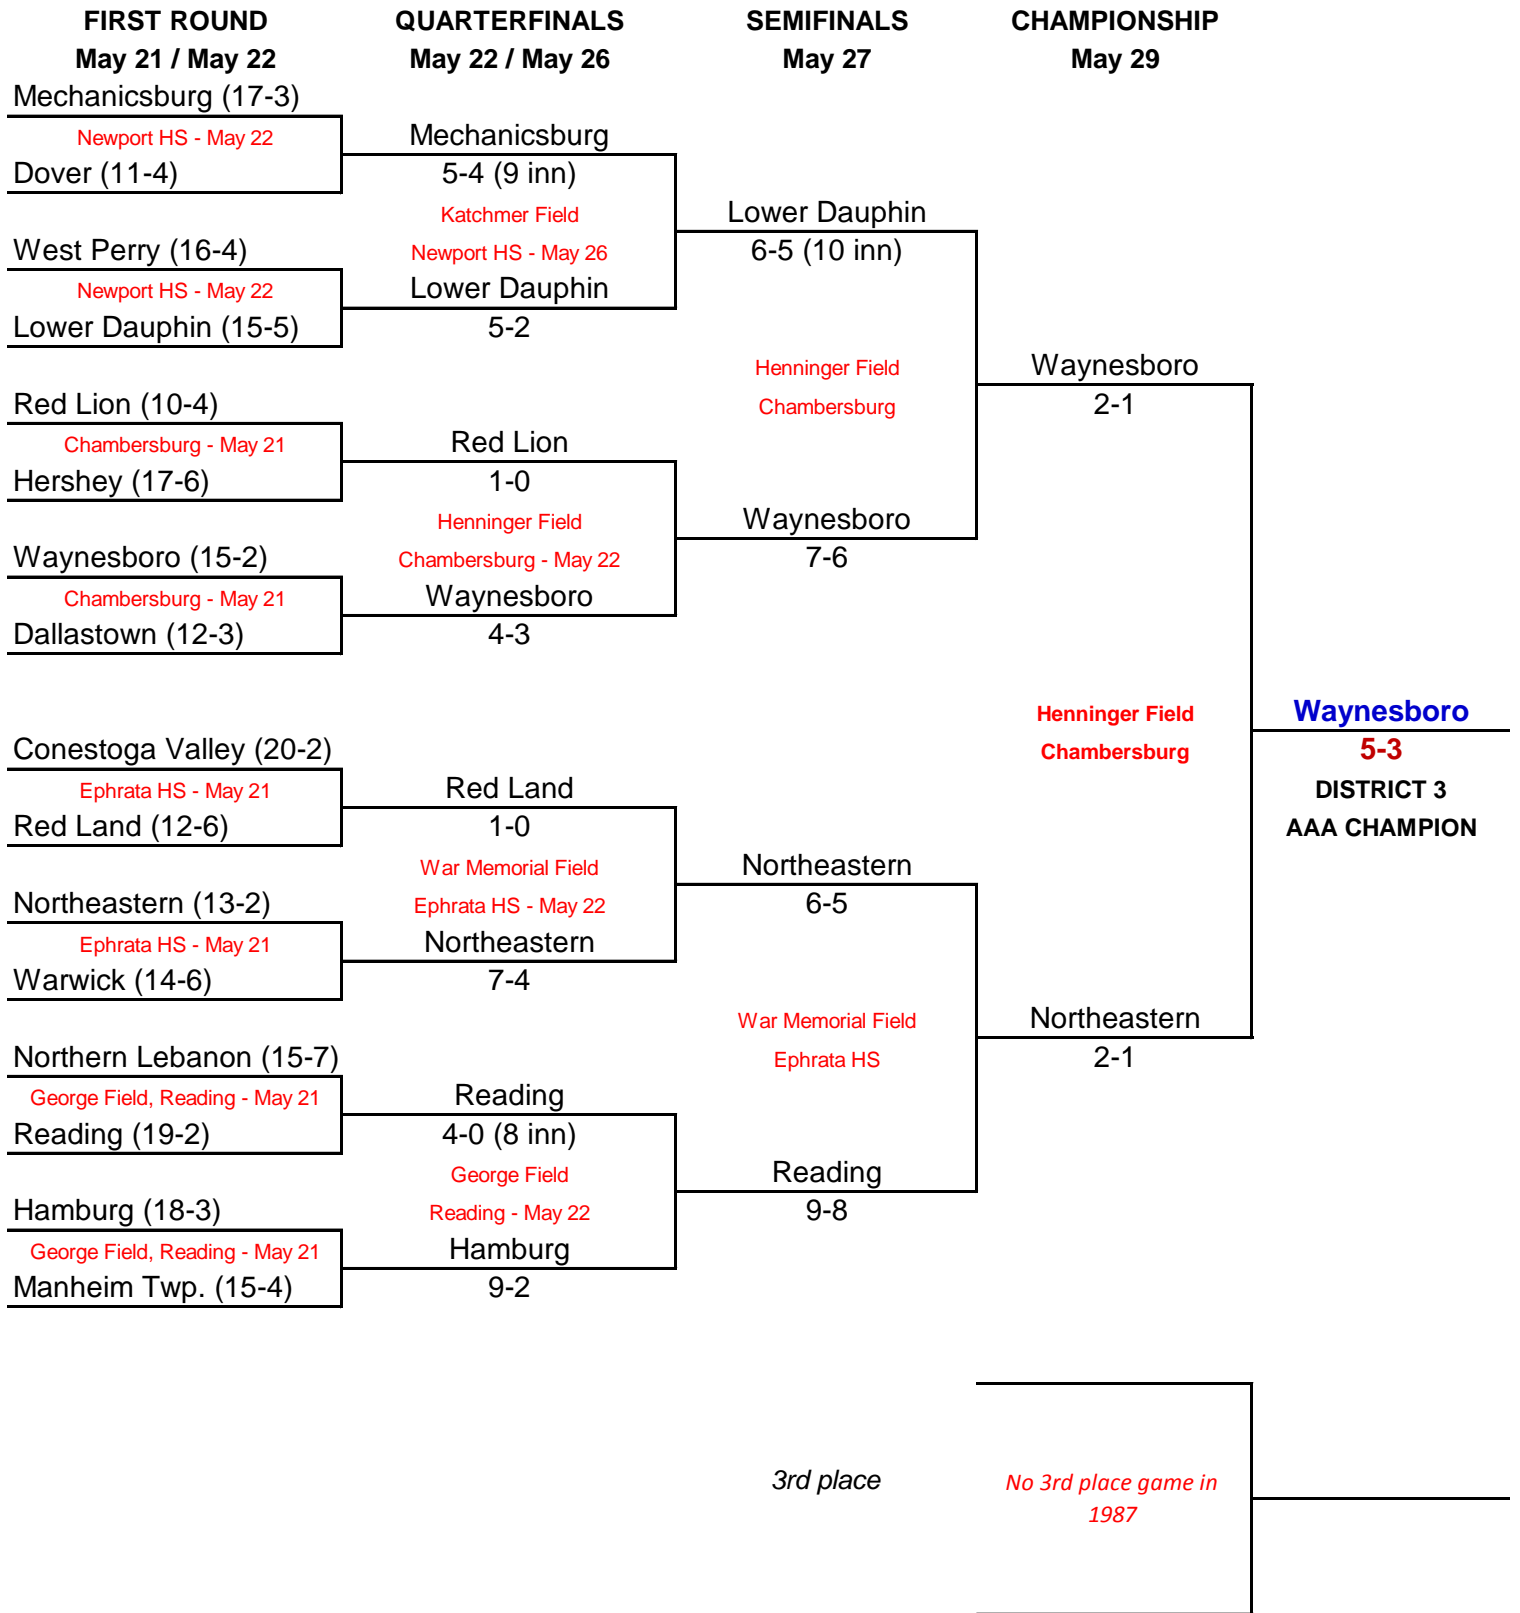 FIRST ROUND
May 21 / May 22
QUARTERFINALS
May 22 / May 26
SEMIFINALS
May 27
CHAMPIONSHIP
May 29
Mechanicsburg (17-3)
Newport HS - May 22
Dover (11-4)
West Perry (16-4)
Newport HS - May 22
Lower Dauphin (15-5)
Red Lion (10-4)
Chambersburg - May 21
Hershey (17-6)
Waynesboro (15-2)
Chambersburg - May 21
Dallastown (12-3)
Conestoga Valley (20-2)
Ephrata HS - May 21
Red Land (12-6)
Northeastern (13-2)
Ephrata HS - May 21
Warwick (14-6)
Northern Lebanon (15-7)
George Field, Reading - May 21
Reading (19-2)
Hamburg (18-3)
George Field, Reading - May 21
Manheim Twp. (15-4)
Mechanicsburg
5-4 (9 inn)
Katchmer Field
Newport HS - May 26
Lower Dauphin
5-2
Red Lion
1-0
Henninger Field
Chambersburg - May 22
Waynesboro
4-3
Red Land
1-0
War Memorial Field
Ephrata HS - May 22
Northeastern
7-4
Reading
4-0 (8 inn)
George Field
Reading - May 22
Hamburg
9-2
Lower Dauphin
6-5 (10 inn)
Henninger Field
Chambersburg
Waynesboro
7-6
Northeastern
6-5
War Memorial Field
Ephrata HS
Reading
9-8
Waynesboro
2-1
Henninger Field
Chambersburg
Northeastern
2-1
Waynesboro
5-3
DISTRICT 3
AAA CHAMPION
3rd place
No 3rd place game in
1987